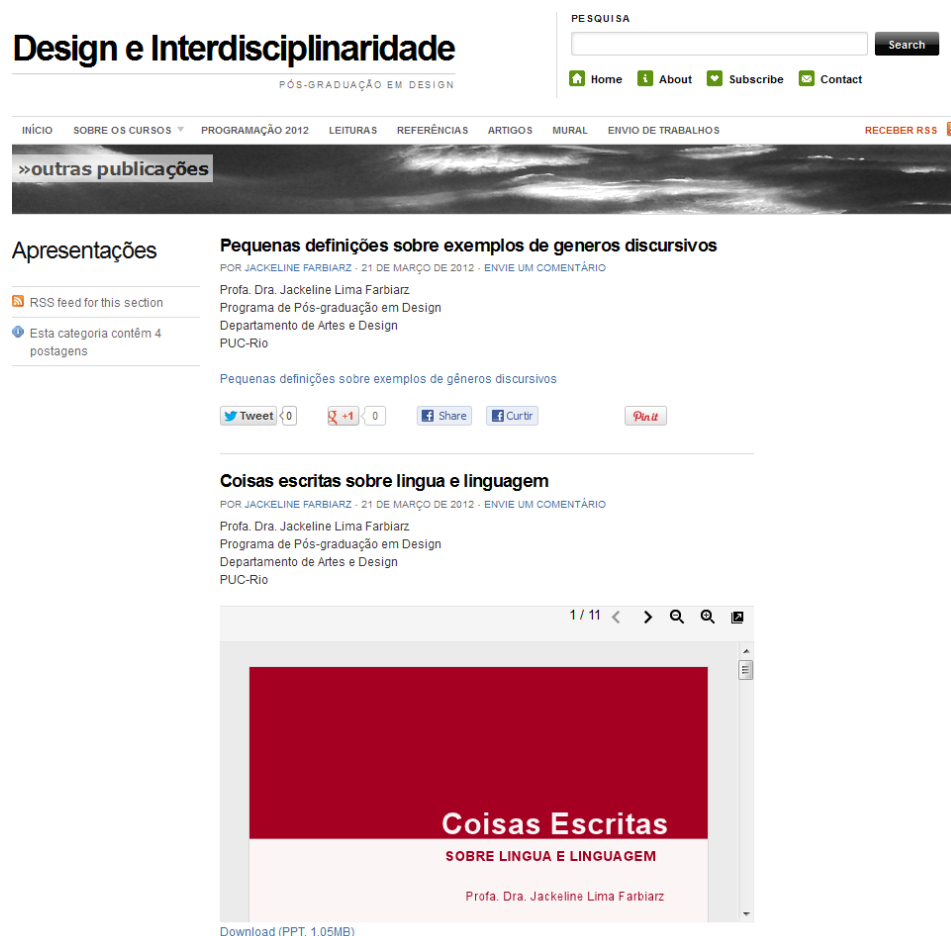 Design e Interdisciplinaridade
PÓS-GRADUAÇÃO EM DESIGN
PESQUISA
Search
Home About Subscribe Contact
INÍCIO SOBRE OS CURSOS PROGRAMAÇÃO 2012 LEITURAS REFERÊNCIAS ARTIGOS MURAL ENVIO DE TRABALHOS RECEBER RSS
»outras publicações
Apresentações
RSS feed for this section
Esta categoria contêm 4
postagens
Pequenas definições sobre exemplos de generos discursivos
POR JACKELINE FARBIARZ - 21 DE MARÇO DE 2012 - ENVIE UM COMENTÁRIO
Profa. Dra. Jackeline Lima Farbiarz
Programa de Pós-graduação em Design
Departamento de Artes e Design
PUC-Rio
Pequenas definições sobre exemplos de gêneros discursivos
Tweet 0 +1 0 Share Curtir Pin it
Coisas escritas sobre lingua e linguagem
POR JACKELINE FARBIARZ - 21 DE MARÇO DE 2012 - ENVIE UM COMENTÁRIO
Profa. Dra. Jackeline Lima Farbiarz
Programa de Pós-graduação em Design
Departamento de Artes e Design
PUC-Rio
1 / 11
Coisas Escritas
SOBRE LINGUA E LINGUAGEM
Profa. Dra. Jackeline Lima Farbiarz
Download (PPT, 1.05MB)